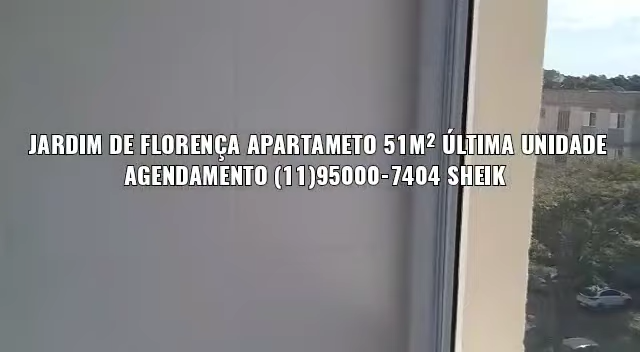 JARDIM DE FLORENÇA APARTAMETO 51M² ÚLTIMA UNIDADE
AGENDAMENTO (11)95000-7404 SHEIK